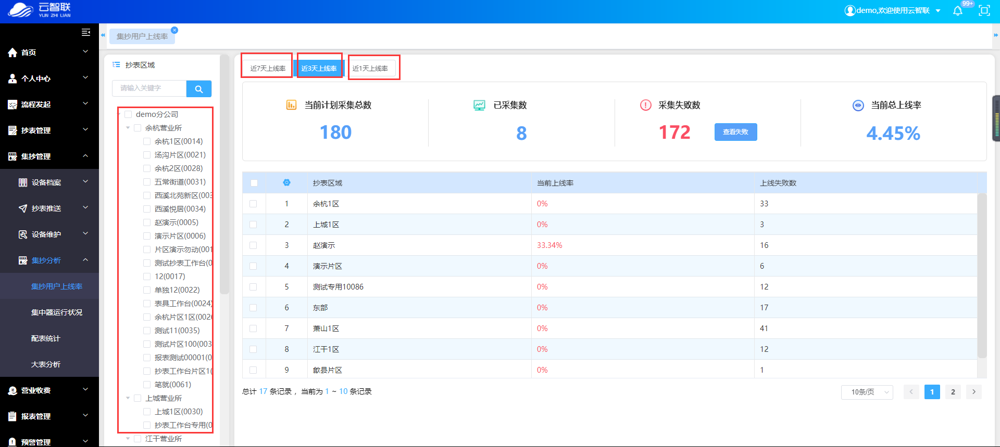 云智联
YUN ZHI LIAN
demo,欢迎使用云智联
99+
首页
个人中心
流程发起
抄表管理
集抄管理
设备档案
抄表推送
设备维护
集抄分析
集抄用户上线率
集中器运行状况
配表统计
大表分析
营业收费
报表管理
预警管理
集抄用户上线率
抄表区域
请输入关键字
demo分公司
余杭营业所
余杭1区(0014)
汤沟片区(0021)
余杭2区(0028)
五常街道(0031)
西溪北苑新区(003
西溪悦居(0034)
赵演示(0005)
演示片区(0006)
片区演示勿动(001
测试抄表工作台(0
12(0017)
单独12(0022)
表具工作台(0024)
余杭片区1区(0026
测试11(0035)
测试片区100(003
报表测试00001(0
抄表工作台片区1(
笔就(0061)
上城营业所
上城1区(0030)
抄表工作台专用(0
江干营业所
近7天上线率 近3天上线率 近1天上线率
当前计划采集总数
180
已采集数
8
采集失败数
172 查看失败
当前总上线率
4.45%
抄表区域 当前上线率 上线失败数
1 余杭1区 0% 33
2 上城1区 0% 3
3 赵演示 33.34% 16
4 演示片区 0% 6
5 测试专用10086 0% 12
6 东部 0% 17
7 萧山1区 0% 41
8 江干1区 0% 12
9 歙县片区 0% 1
总计 17 条记录， 当前为 1 ~ 10 条记录
10条/页 1 2